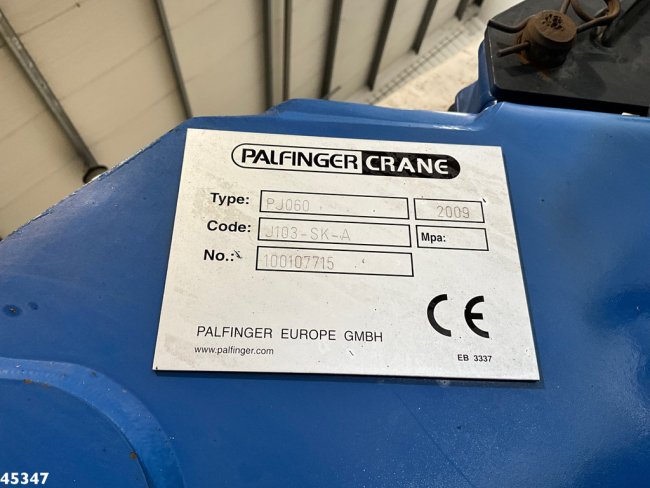 PALFINGER CRANE
Type: PJ060 2009
Code: J103-SK-A Mpa:
No.: 100107715
PALFINGER EUROPE GMBH
www.palfinger.com
CE
EB 3337
45347